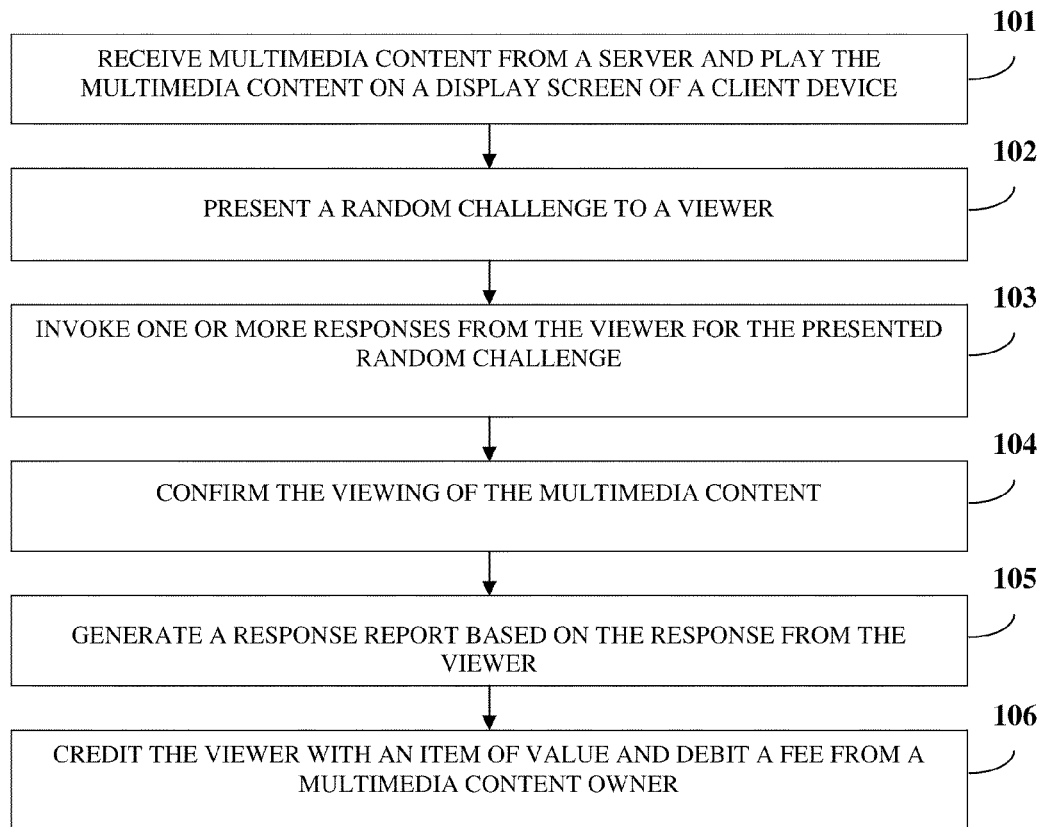 101
RECEIVE MULTIMEDIA CONTENT FROM A SERVER AND PLAY THE
MULTIMEDIA CONTENT ON A DISPLAY SCREEN OF A CLIENT DEVICE
102
PRESENT A RANDOM CHALLENGE TO A VIEWER
103
INVOKE ONE OR MORE RESPONSES FROM THE VIEWER FOR THE PRESENTED
RANDOM CHALLENGE
104
CONFIRM THE VIEWING OF THE MULTIMEDIA CONTENT
105
GENERATE A RESPONSE REPORT BASED ON THE RESPONSE FROM THE
VIEWER
106
CREDIT THE VIEWER WITH AN ITEM OF VALUE AND DEBIT A FEE FROM A
MULTIMEDIA CONTENT OWNER